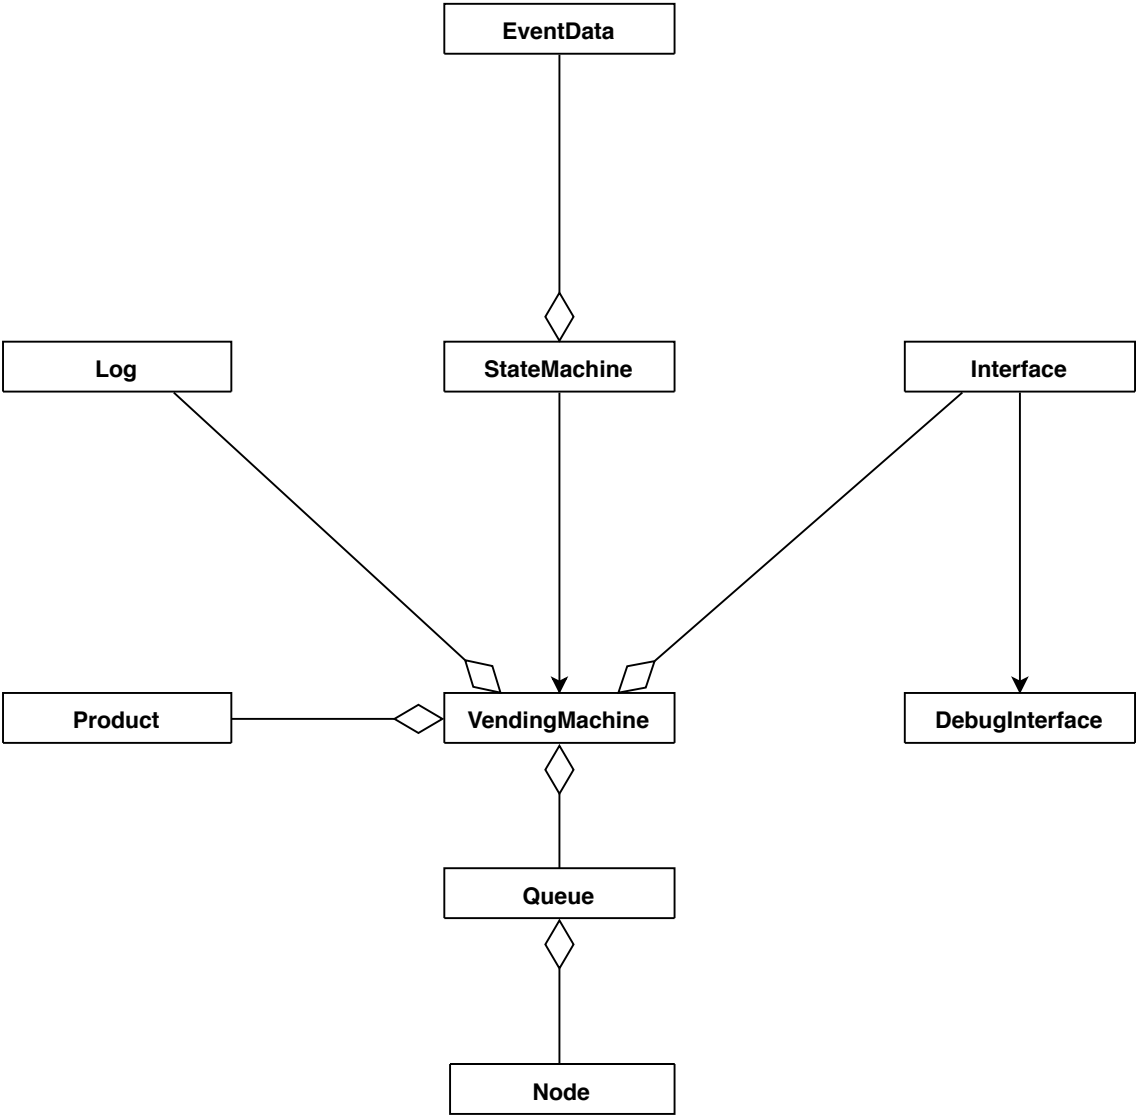 EventData
Log
StateMachine
Interface
Product
VendingMachine
DebugInterface
Queue
Node